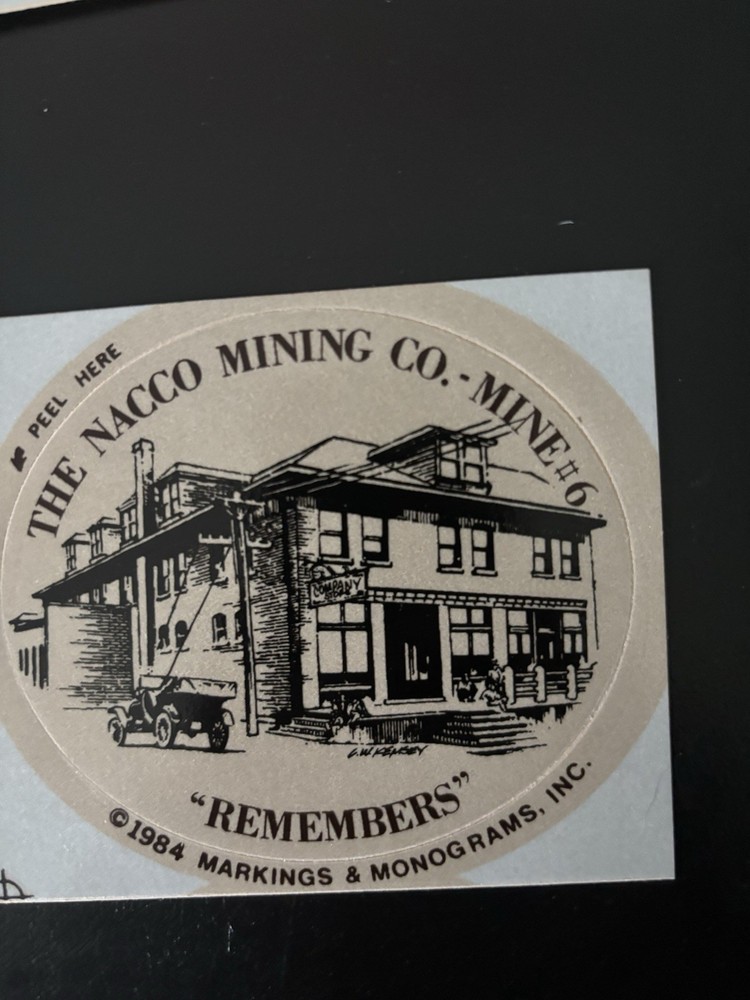 PEEL HERE
THE NACCO MINING CO. - MINE #6
COMPANY
"REMEMBERS"
©1984 MARKINGS & MONOGRAMS, INC.